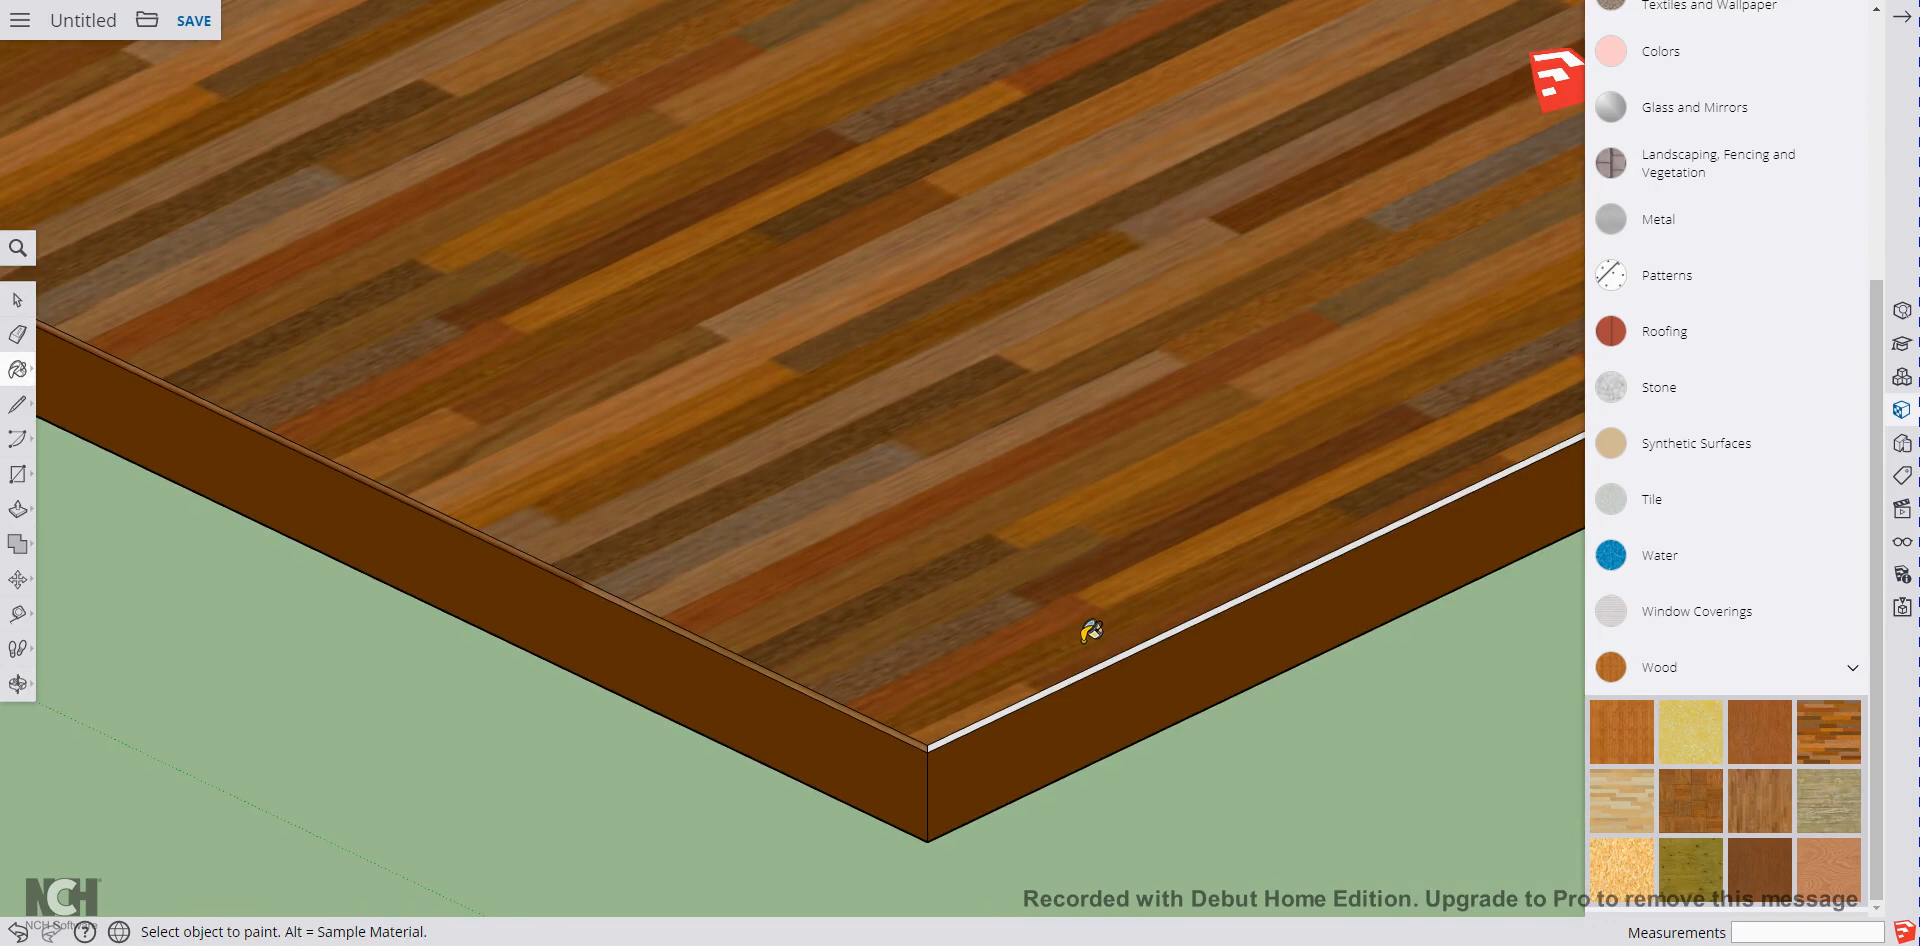 Untitled
SAVE
Textiles and Wallpaper
Colors
Glass and Mirrors
Landscaping, Fencing and
Vegetation
Metal
Patterns
Roofing
Stone
Synthetic Surfaces
Tile
Water
Window Coverings
Wood
NCH
NCH Software
Recorded with Debut Home Edition. Upgrade to Pro to remove this message
Select object to paint. Alt = Sample Material.
Measurements